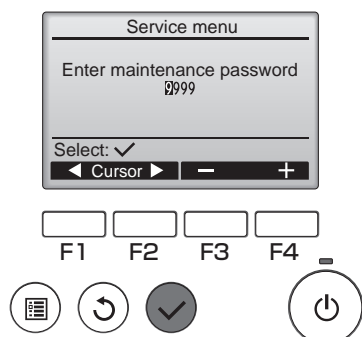 Service menu
Enter maintenance password
9999
Select:
Cursor − +
F1 F2 F3 F4